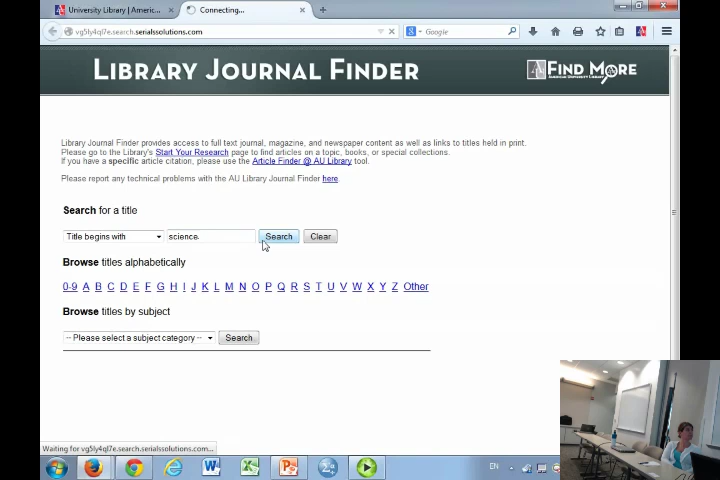 University Library | Americ...
Connecting...
vg5ly4ql7e.search.serialssolutions.com
Google
LIBRARY JOURNAL FINDER
FIND MORE
AMERICAN UNIVERSITY LIBRARY
Library Journal Finder provides access to full text journal, magazine, and newspaper content as well as links to titles held in print.
Please go to the Library's Start Your Research page to find articles on a topic, books, or special collections.
If you have a specific article citation, please use the Article Finder @ AU Library tool.
Please report any technical problems with the AU Library Journal Finder here.
Search for a title
Title begins with science Search Clear
Browse titles alphabetically
0-9 A B C D E F G H I J K L M N O P Q R S T U V W X Y Z Other
Browse titles by subject
-- Please select a subject category -- Search
Waiting for vg5ly4ql7e.search.serialssolutions.com...
EN